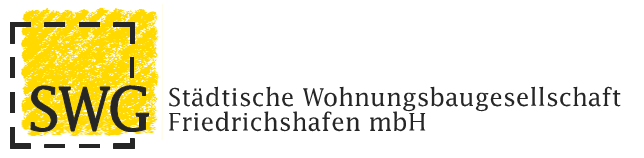 SWG
Städtische Wohnungsbaugesellschaft
Friedrichshafen mbH